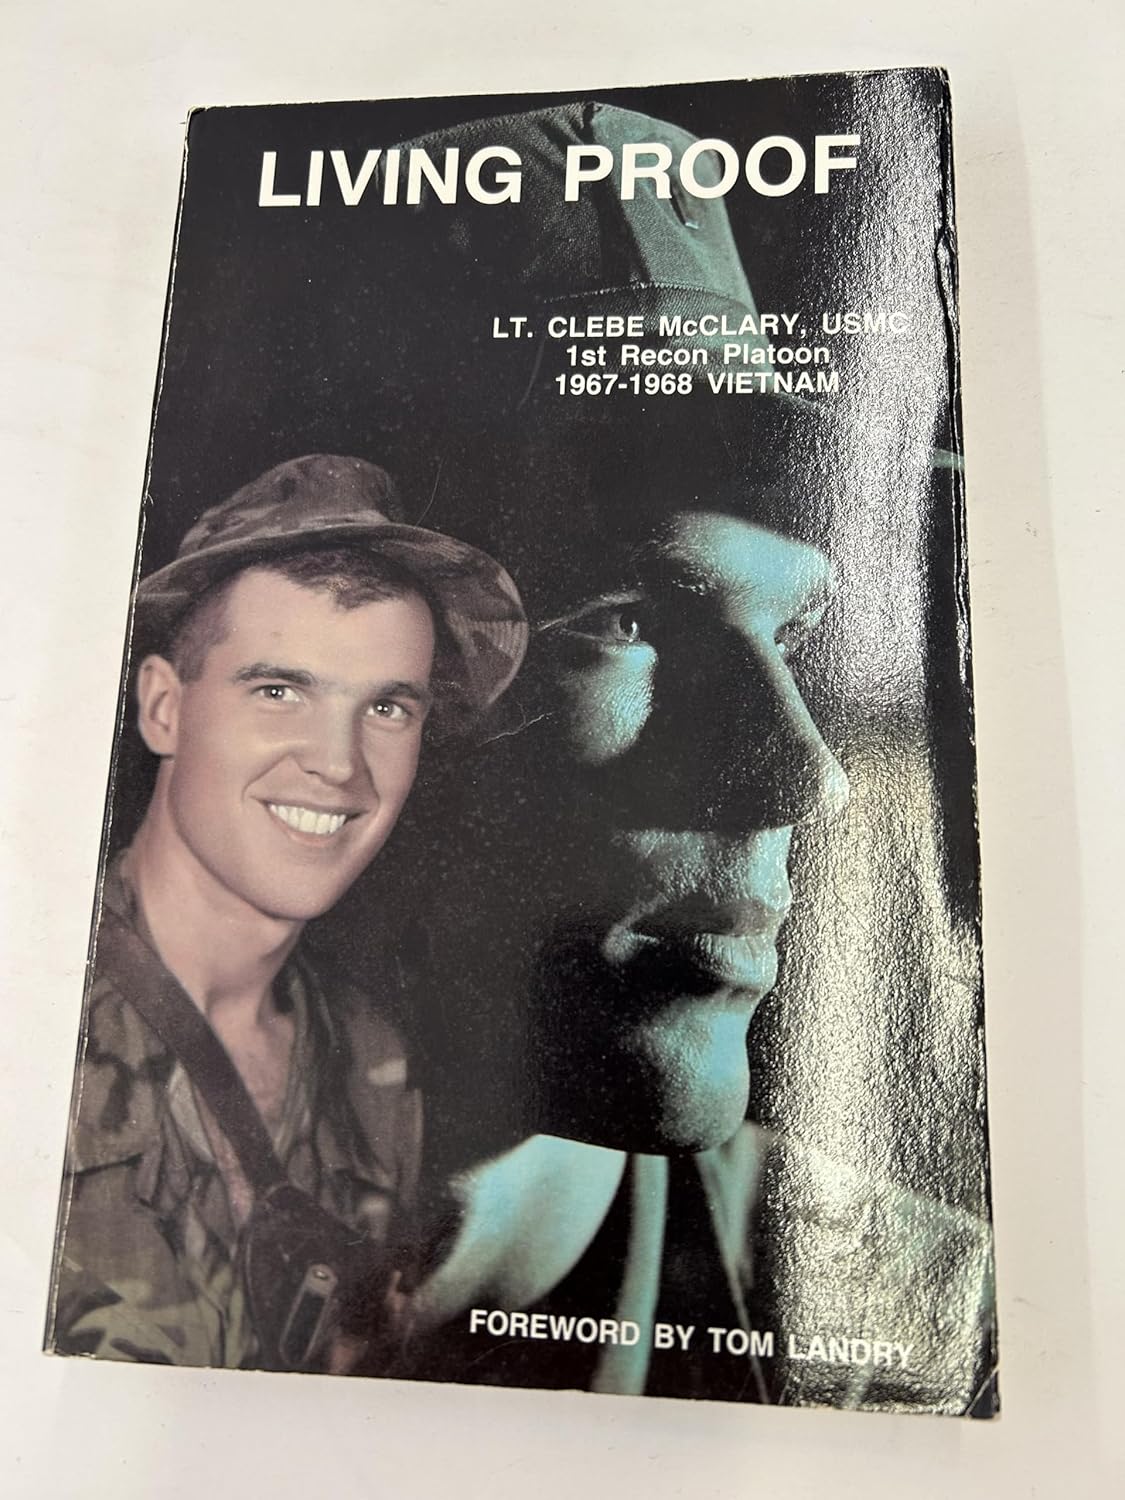 LIVING PROOF
LT. CLEBE McCLARY, USMC
1st Recon Platoon
1967-1968 VIETNAM
FOREWORD BY TOM LANDRY